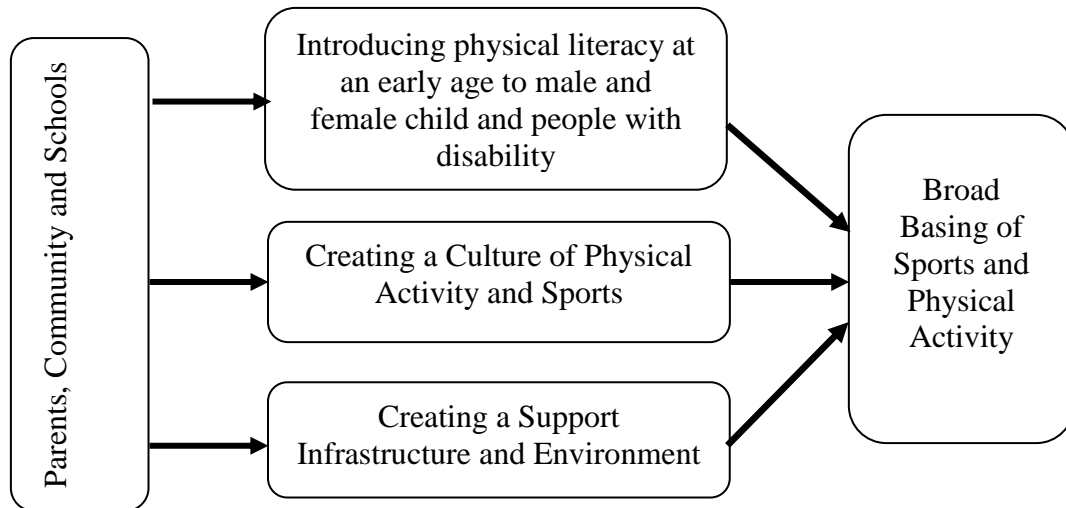 Parents, Community and Schools
Introducing physical literacy at
an early age to male and
female child and people with
disability
Creating a Culture of Physical
Activity and Sports
Creating a Support
Infrastructure and Environment
Broad
Basing of
Sports and
Physical
Activity